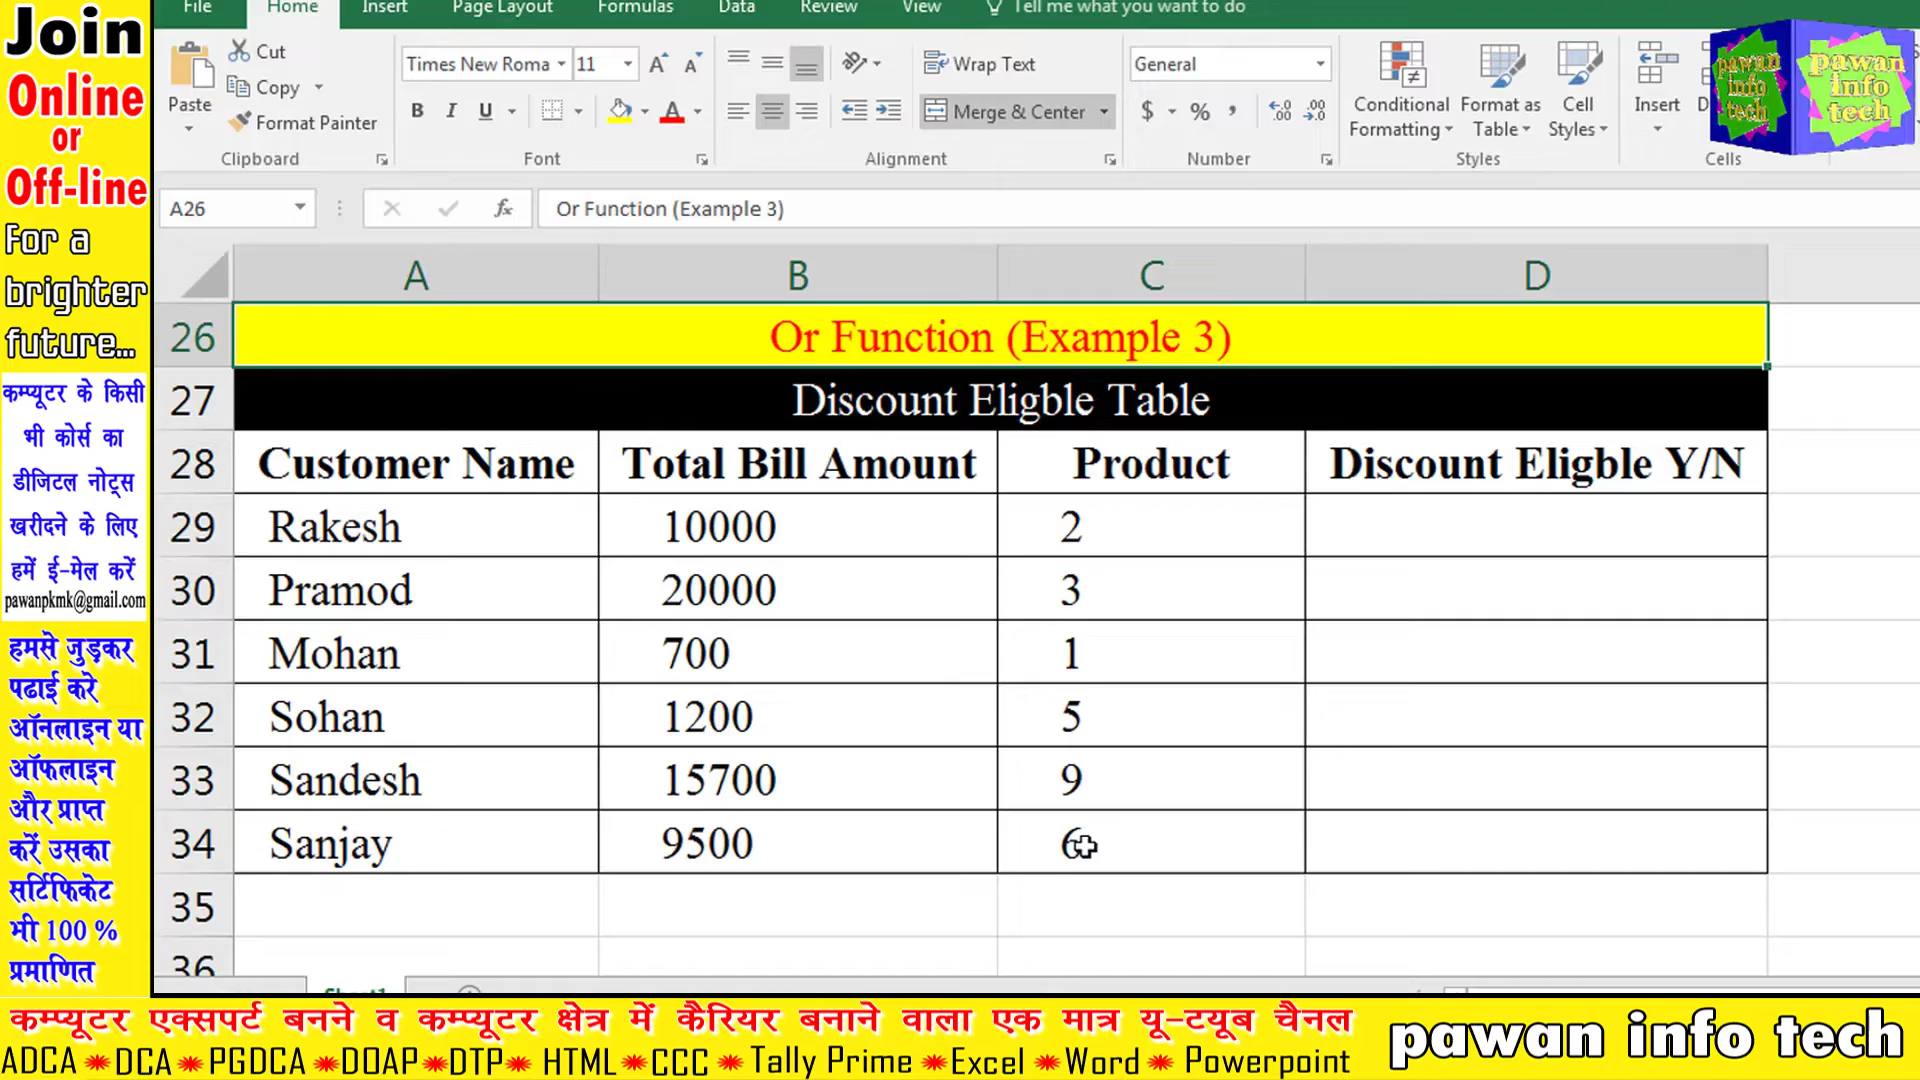 Join
Online
or
Off-line
For a
brighter
future...
कम्प्यूटर के किसी
भी कोर्स का
डीजिटल नोट्स
खरीदने के लिए
हमें ई-मेल करें
pawanpkmk@gmail.com
हमसे जुड़कर
पढाई करे
ऑनलाइन या
ऑफलाइन
और प्राप्त
करें उसका
सर्टिफिकेट
भी 100 %
प्रमाणित
File Home Insert Page Layout Formulas Data Review View Tell me what you want to do
Paste
Cut
Copy
Format Painter
Clipboard
Times New Roma 11
B I U
Font
Wrap Text
Merge & Center
Alignment
General
$ % ,
Number
Conditional
Formatting
Format as
Table
Cell
Styles
Styles
Insert
Cells
pawan
info
tech
pawan
info
tech
A26
fx
Or Function (Example 3)
A B C D
26 Or Function (Example 3)
27 Discount Eligble Table
28 Customer Name Total Bill Amount Product Discount Eligble Y/N
29 Rakesh 10000 2
30 Pramod 20000 3
31 Mohan 700 1
32 Sohan 1200 5
33 Sandesh 15700 9
34 Sanjay 9500 6
35
36
कम्प्यूटर एक्सपर्ट बनने व कम्प्यूटर क्षेत्र में कैरियर बनाने वाला एक मात्र यू-टयूब चैनल
pawan info tech
ADCA DCA PGDCA DOAP DTP HTML CCC Tally Prime Excel Word Powerpoint